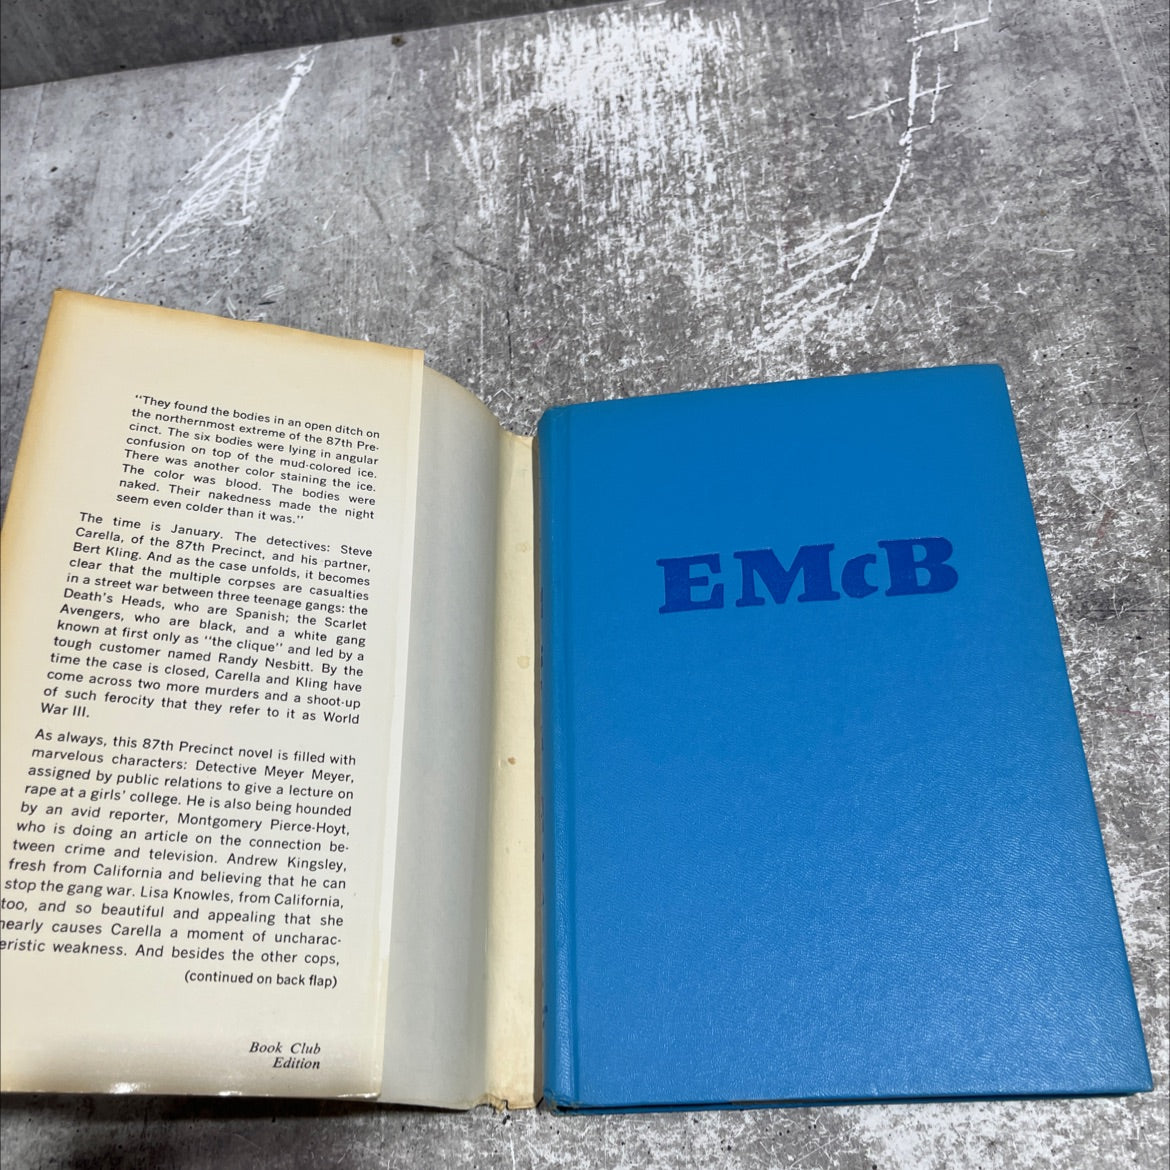 "They found the bodies in an open ditch on
the northernmost extreme of the 87th Pre-
cinct. The six bodies were lying in angular
confusion on top of the mud-colored ice.
There was another color staining the ice.
The color was blood. The bodies were
naked. Their nakedness made the night
seem even colder than it was."
The time is January. The detectives: Steve
Carella, of the 87th Precinct, and his partner,
Bert Kling. And as the case unfolds, it becomes
clear that the multiple corpses are casualties
in a street war between three teenage gangs: the
Death's Heads, who are Spanish; the Scarlet
Avengers, who are black, and a white gang
known at first only as "the clique" and led by a
tough customer named Randy Nesbitt. By the
time the case is closed, Carella and Kling have
come across two more murders and a shoot-up
of such ferocity that they refer to it as World
War III.
As always, this 87th Precinct novel is filled with
marvelous characters: Detective Meyer Meyer,
assigned by public relations to give a lecture on
rape at a girls' college. He is also being hounded
by an avid reporter, Montgomery Pierce-Hoyt,
who is doing an article on the connection be-
tween crime and television. Andrew Kingsley,
fresh from California and believing that he can
stop the gang war. Lisa Knowles, from California,
too, and so beautiful and appealing that she
nearly causes Carella a moment of uncharac-
eristic weakness. And besides the other cops,
(continued on back flap)
Book Club
Edition
EMcB